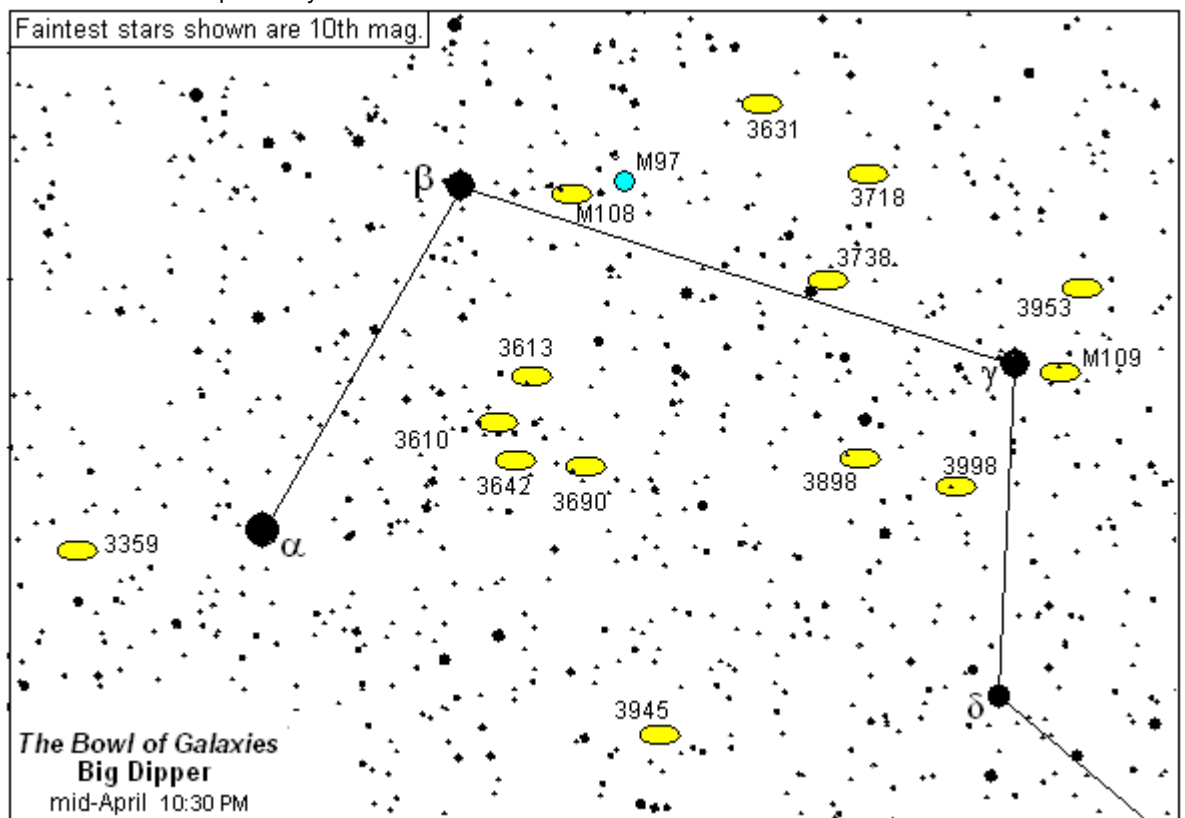 Faintest stars shown are 10th mag.
3631
M97
β
M108
3718
3738
3953
3613
M109
γ
3610
3642
3690
3898
3998
α
3359
δ
3945
The Bowl of Galaxies
Big Dipper
mid-April 10:30 PM